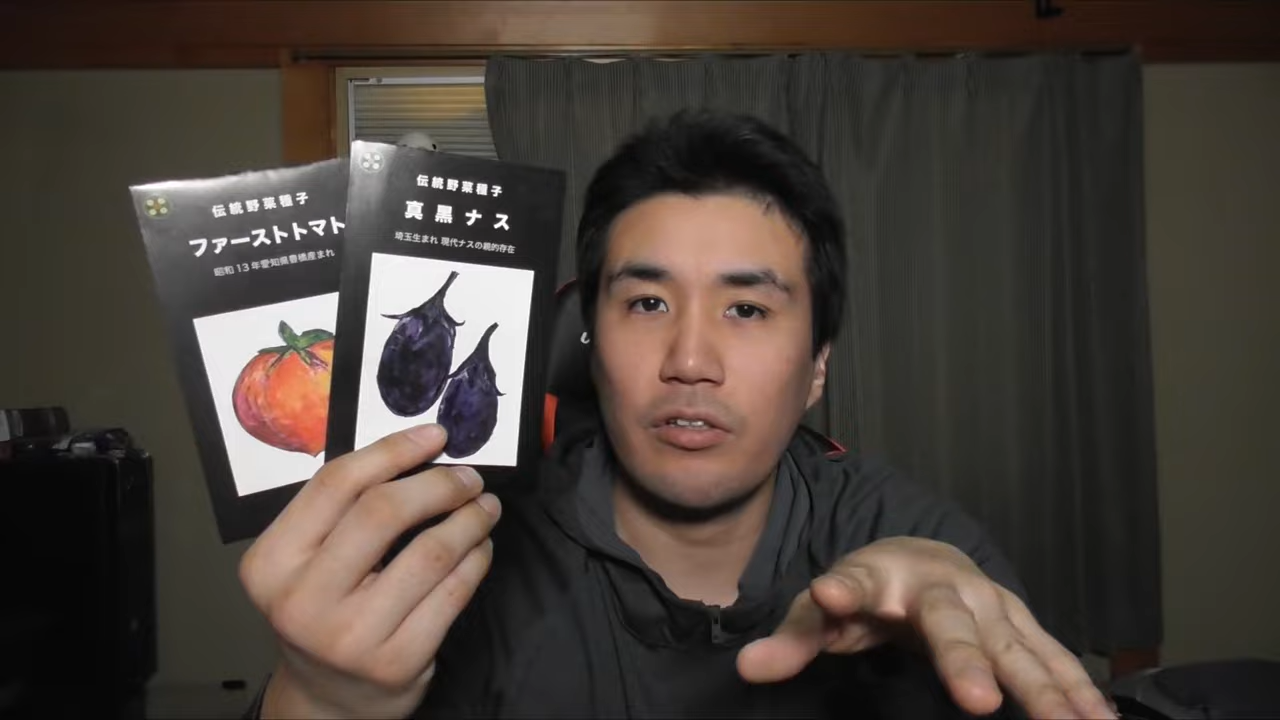 伝統野菜種子
ファーストトマト
昭和13年愛知県豊橋産まれ
伝統野菜種子
真黒ナス
埼玉生まれ 現代ナスの親的存在